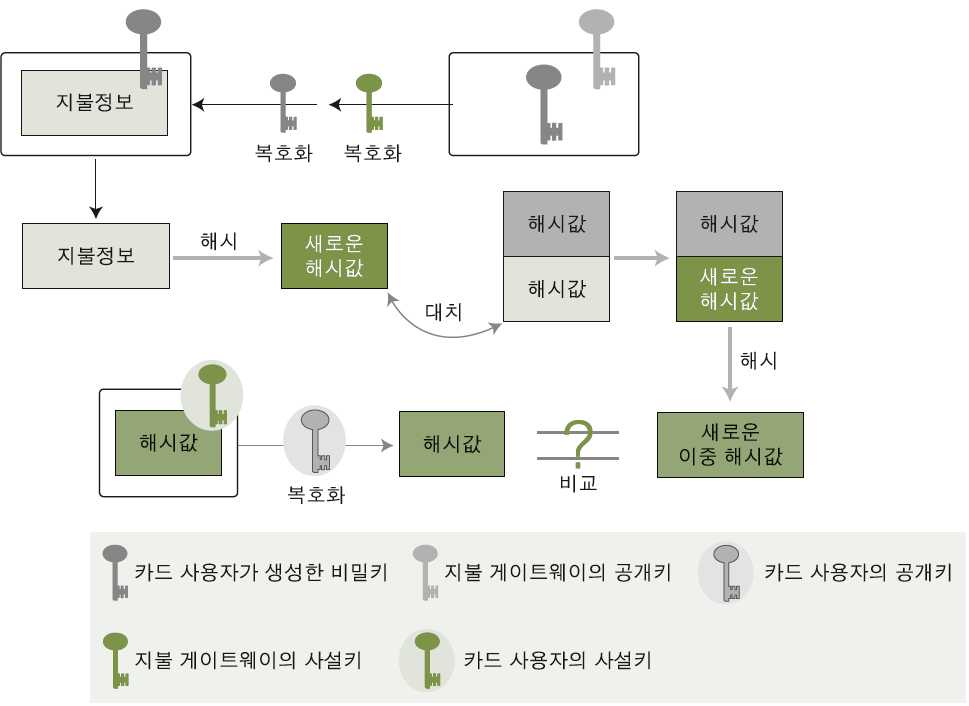 지불정보
복호화
복호화
지불정보
해시
새로운
해시값
해시값
해시값
해시값
새로운
해시값
대치
해시
해시값
복호화
해시값
?
비교
새로운
이중 해시값
카드 사용자가 생성한 비밀키
지불 게이트웨이의 공개키
카드 사용자의 공개키
지불 게이트웨이의 사설키
카드 사용자의 사설키